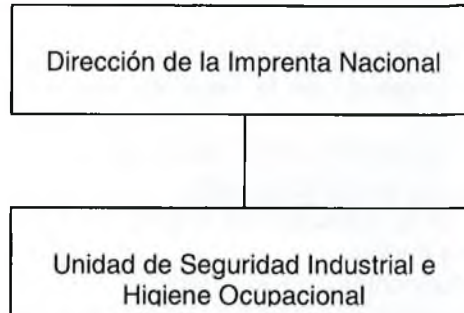 Dirección de la Imprenta Nacional
Unidad de Seguridad Industrial e
Higiene Ocupacional